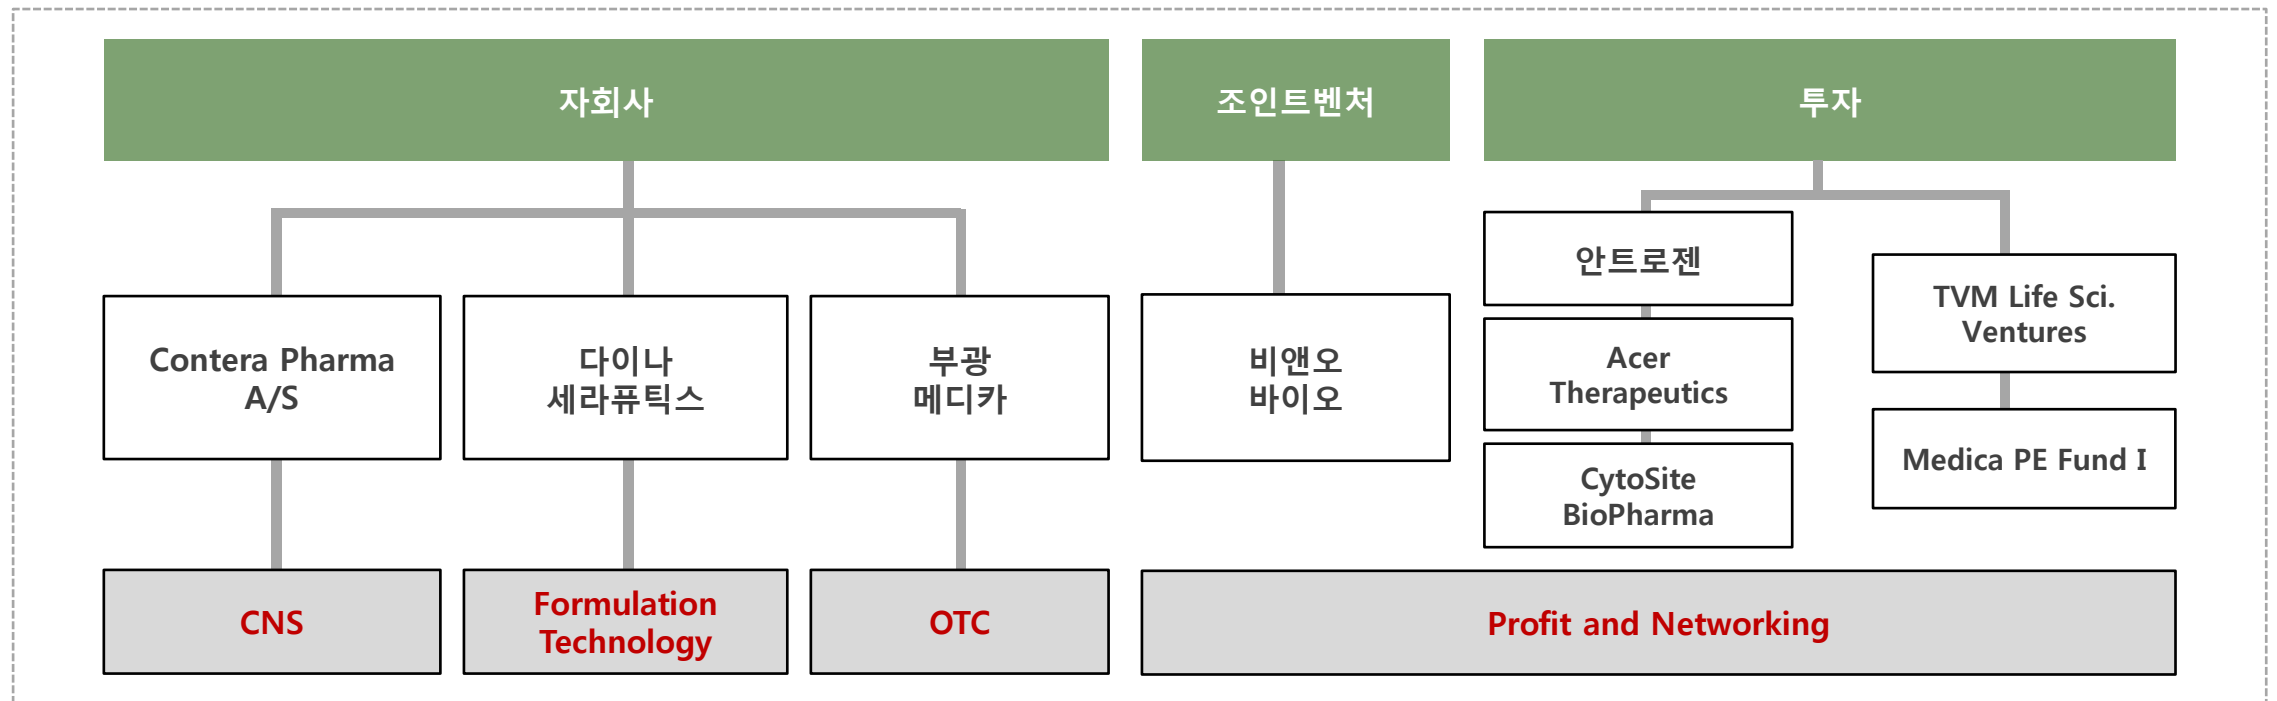 자회사
조인트벤처
투자
Contera Pharma
A/S
다이나
세라퓨틱스
부광
메디카
비앤오
바이오
안트로젠
Acer
Therapeutics
CytoSite
BioPharma
TVM Life Sci.
Ventures
Medica PE Fund I
CNS
Formulation
Technology
OTC
Profit and Networking